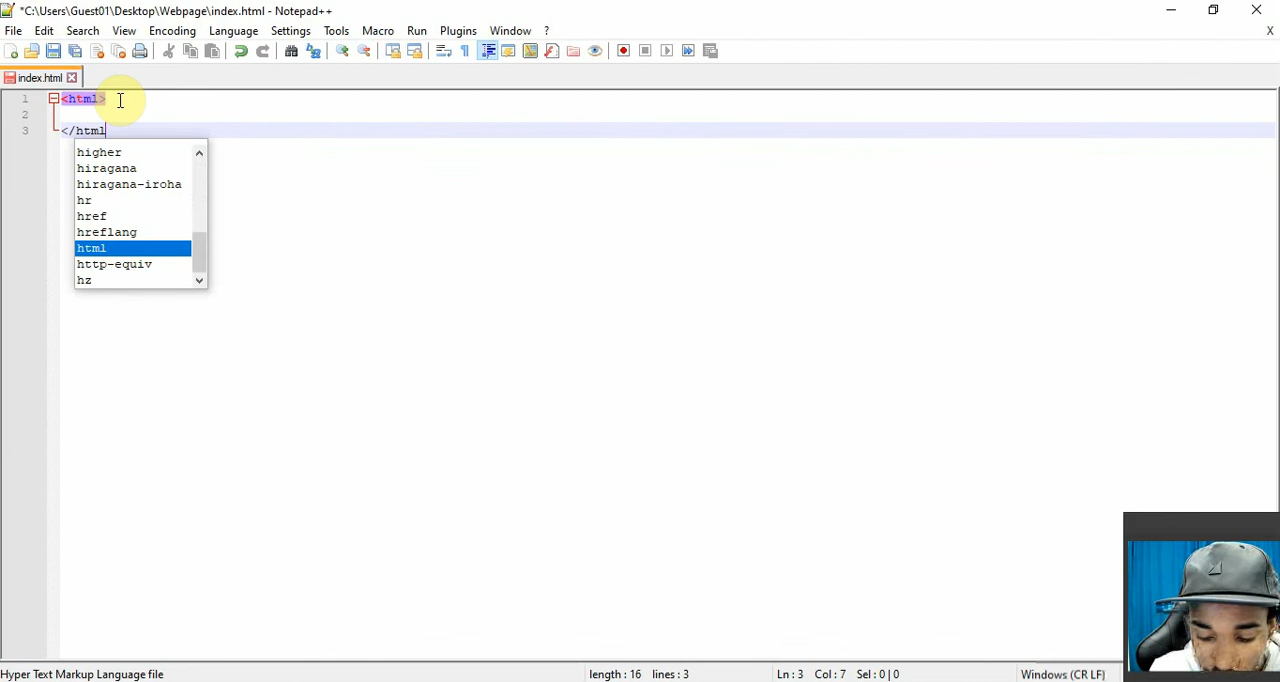 *C:\Users\Guest01\Desktop\Webpage\index.html - Notepad++
File Edit Search View Encoding Language Settings Tools Macro Run Plugins Window ? X
index.html
1 <html>
2
3 </html
higher
hiragana
hiragana-iroha
hr
href
hreflang
html
http-equiv
hz
Hyper Text Markup Language file length : 16 lines : 3 Ln : 3 Col : 7 Sel : 0 | 0 Windows (CR LF)